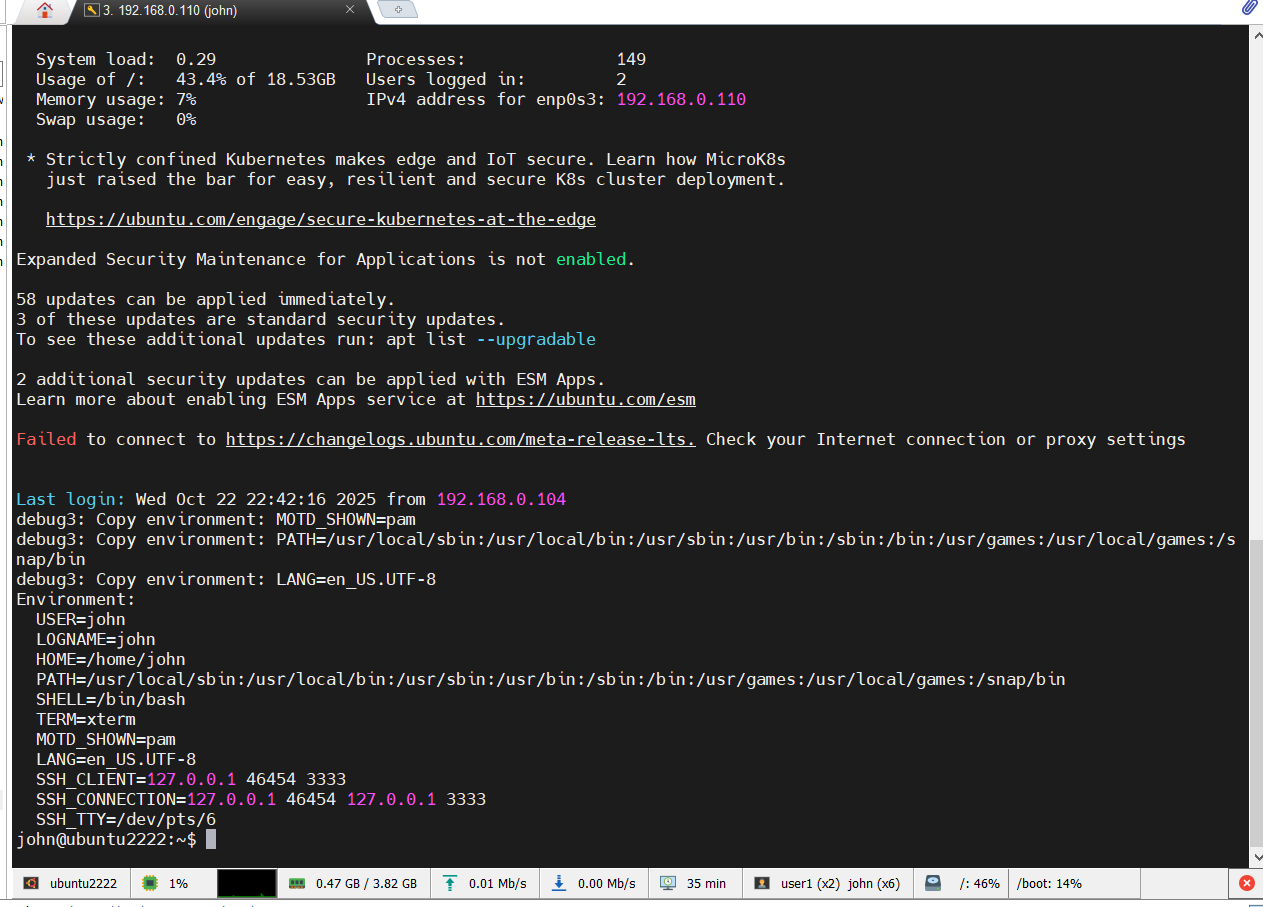 3. 192.168.0.110 (john)
System load: 0.29 Processes: 149
Usage of /: 43.4% of 18.53GB Users logged in: 2
Memory usage: 7% IPv4 address for enp0s3: 192.168.0.110
Swap usage: 0%
* Strictly confined Kubernetes makes edge and IoT secure. Learn how MicroK8s
just raised the bar for easy, resilient and secure K8s cluster deployment.
https://ubuntu.com/engage/secure-kubernetes-at-the-edge
Expanded Security Maintenance for Applications is not enabled.
58 updates can be applied immediately.
3 of these updates are standard security updates.
To see these additional updates run: apt list --upgradable
2 additional security updates can be applied with ESM Apps.
Learn more about enabling ESM Apps service at https://ubuntu.com/esm
Failed to connect to https://changelogs.ubuntu.com/meta-release-lts. Check your Internet connection or proxy settings
Last login: Wed Oct 22 22:42:16 2025 from 192.168.0.104
debug3: Copy environment: MOTD_SHOWN=pam
debug3: Copy environment: PATH=/usr/local/sbin:/usr/local/bin:/usr/sbin:/usr/bin:/sbin:/bin:/usr/games:/usr/local/games:/s
nap/bin
debug3: Copy environment: LANG=en_US.UTF-8
Environment:
USER=john
LOGNAME=john
HOME=/home/john
PATH=/usr/local/sbin:/usr/local/bin:/usr/sbin:/usr/bin:/sbin:/bin:/usr/games:/usr/local/games:/snap/bin
SHELL=/bin/bash
TERM=xterm
MOTD_SHOWN=pam
LANG=en_US.UTF-8
SSH_CLIENT=127.0.0.1 46454 3333
SSH_CONNECTION=127.0.0.1 46454 127.0.0.1 3333
SSH_TTY=/dev/pts/6
john@ubuntu2222:~$
ubuntu2222 1% 0.47 GB / 3.82 GB 0.01 Mb/s 0.00 Mb/s 35 min user1 (x2) john (x6) /: 46% /boot: 14%